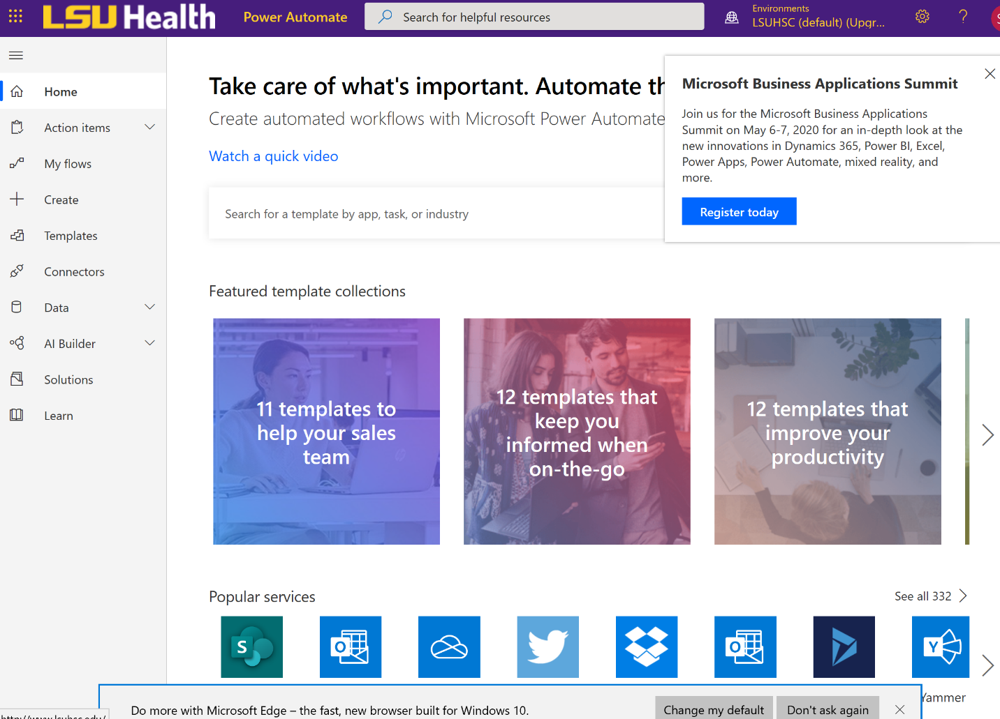 LSU Health
Power Automate
Search for helpful resources
Environments
LSUHSC (default) (Upgr...
?
Home
Action items
My flows
Create
Templates
Connectors
Data
AI Builder
Solutions
Learn
Take care of what's important. Automate th
Create automated workflows with Microsoft Power Automate
Watch a quick video
Search for a template by app, task, or industry
Microsoft Business Applications Summit
Join us for the Microsoft Business Applications
Summit on May 6-7, 2020 for an in-depth look at the
new innovations in Dynamics 365, Power BI, Excel,
Power Apps, Power Automate, mixed reality, and
more.
Register today
Featured template collections
11 templates to
help your sales
team
12 templates that
keep you
informed when
on-the-go
12 templates that
improve your
productivity
Popular services
See all 332
S
O
O
Y
Yammer
Do more with Microsoft Edge – the fast, new browser built for Windows 10.
Change my default
Don't ask again
http://www.lsuhsc.edu/